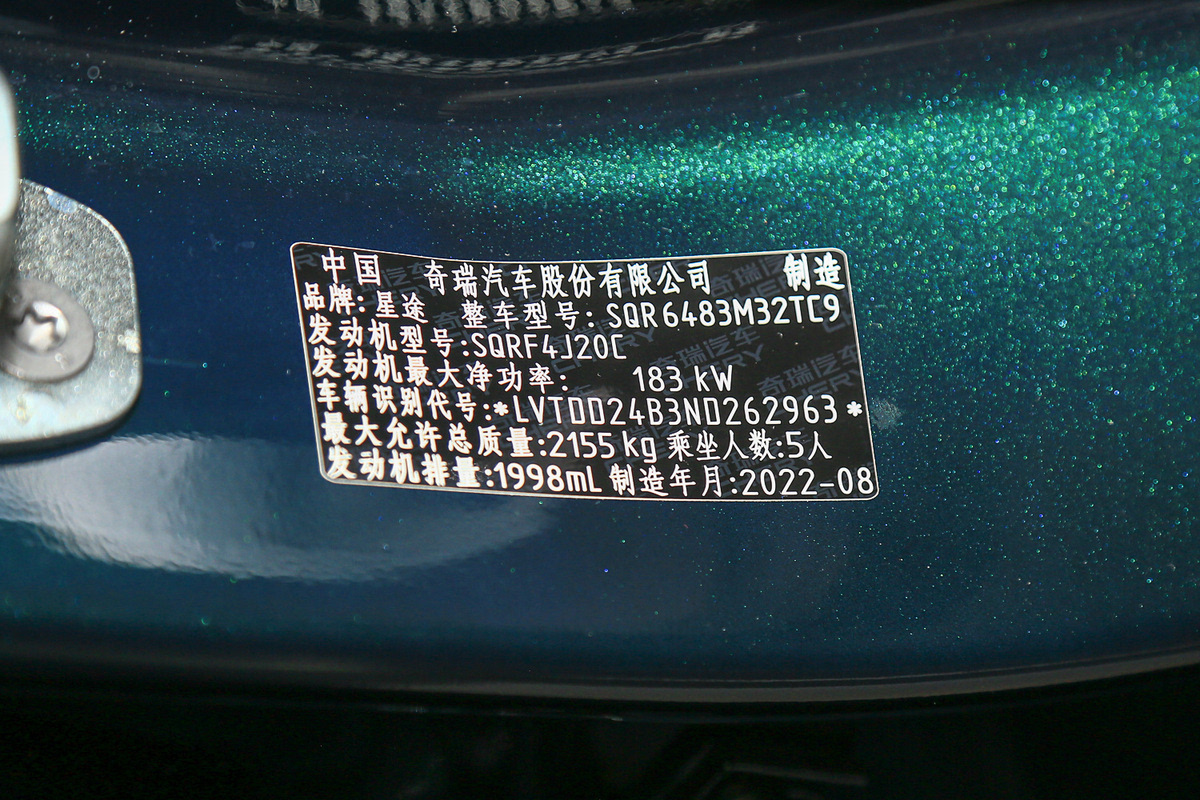 中国 奇瑞汽车股份有限公司 制造
品牌:星途 整车型号:SQR6483M32TC9
发动机型号:SQRF4J20C
发动机最大净功率: 183 kW
车辆识别代号:*LVTDD24B3ND262963*
最大允许总质量:2155kg 乘坐人数:5人
发动机排量:1998mL 制造年月:2022-08